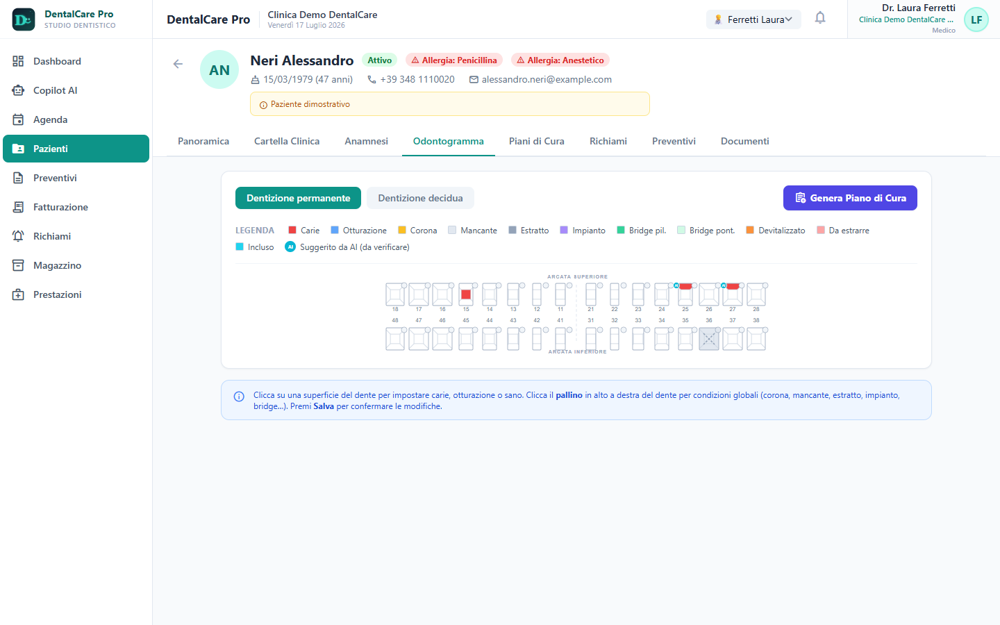 DentalCare Pro
STUDIO DENTISTICO
Dashboard
Copilot AI
Agenda
Pazienti
Preventivi
Fatturazione
Richiami
Magazzino
Prestazioni
DentalCare Pro
Clinica Demo DentalCare
Venerdì 17 Luglio 2026
Ferretti Laura
Dr. Laura Ferretti
Clinica Demo DentalCare ...
Medico
LF
AN
Neri Alessandro
Attivo
Allergia: Penicillina
Allergia: Anestetico
15/03/1979 (47 anni)
+39 348 1110020
alessandro.neri@example.com
Paziente dimostrativo
Panoramica
Cartella Clinica
Anamnesi
Odontogramma
Piani di Cura
Richiami
Preventivi
Documenti
Dentizione permanente
Dentizione decidua
Genera Piano di Cura
LEGENDA Carie Otturazione Corona Mancante Estratto Impianto Bridge pil. Bridge pont. Devitalizzato Da estrarre
Incluso AI Suggerito da AI (da verificare)
ARCATA SUPERIORE
AI AI
18 17 16 15 14 13 12 11 21 22 23 24 25 26 27 28
48 47 46 45 44 43 42 41 31 32 33 34 35 36 37 38
ARCATA INFERIORE
Clicca su una superficie del dente per impostare carie, otturazione o sano. Clicca il pallino in alto a destra del dente per condizioni globali (corona, mancante, estratto, impianto,
bridge...). Premi Salva per confermare le modifiche.